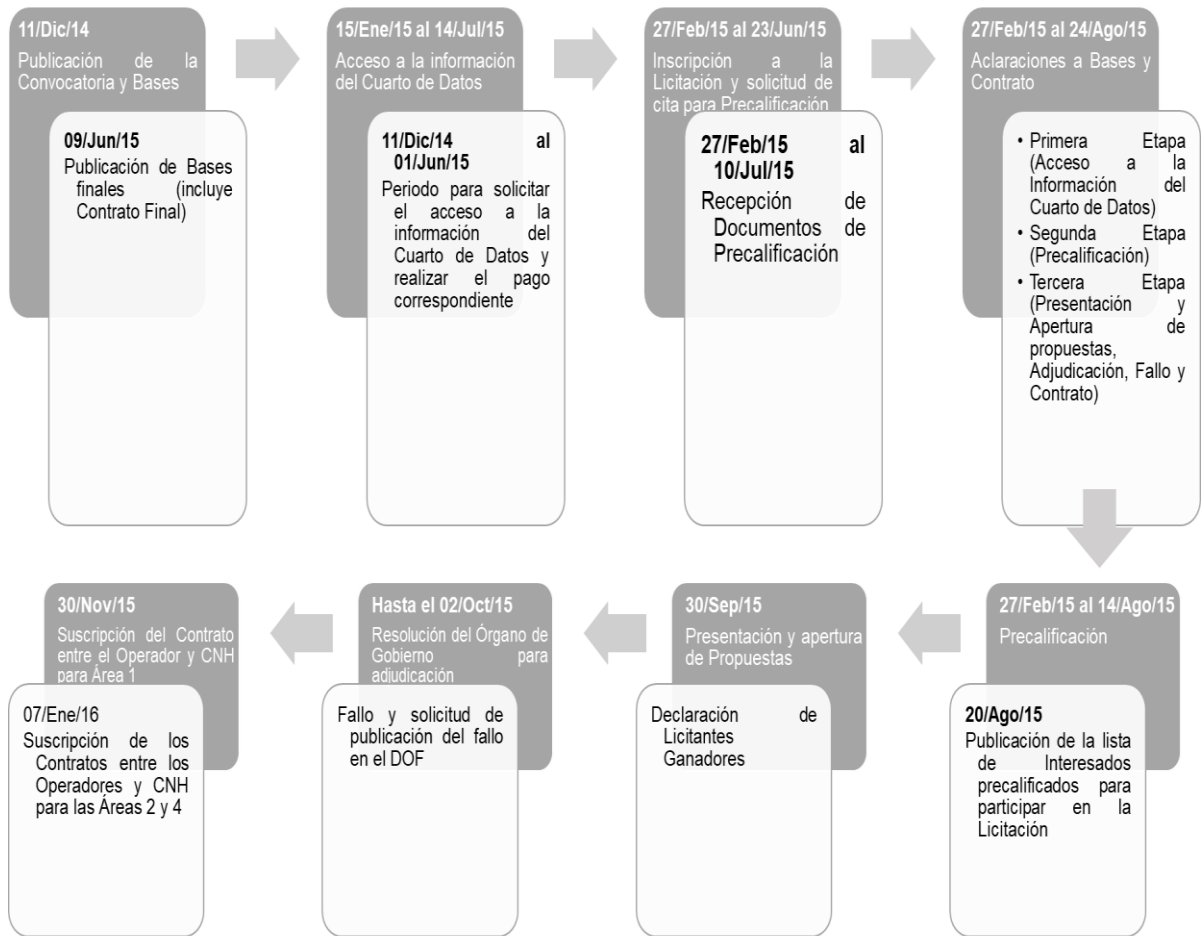 11/Dic/14
Publicación de la
Convocatoria y Bases
09/Jun/15
Publicación de Bases
finales (incluye
Contrato Final)
15/Ene/15 al 14/Jul/15
Acceso a la información
del Cuarto de Datos
11/Dic/14 al
01/Jun/15
Periodo para solicitar
el acceso a la
información del
Cuarto de Datos y
realizar el pago
correspondiente
27/Feb/15 al 23/Jun/15
Inscripción a la
Licitación y solicitud de
cita para Precalificación
27/Feb/15 al
10/Jul/15
Recepción de
Documentos de
Precalificación
27/Feb/15 al 24/Ago/15
Aclaraciones a Bases y
Contrato
• Primera Etapa
(Acceso a la
Información del
Cuarto de Datos)
• Segunda Etapa
(Precalificación)
• Tercera Etapa
(Presentación y
Apertura de
propuestas,
Adjudicación, Fallo y
Contrato)
27/Feb/15 al 14/Ago/15
Precalificación
20/Ago/15
Publicación de la lista
de Interesados
precalificados para
participar en la
Licitación
30/Sep/15
Presentación y apertura
de Propuestas
Declaración de
Licitantes
Ganadores
Hasta el 02/Oct/15
Resolución del Órgano de
Gobierno para
adjudicación
Fallo y solicitud de
publicación del fallo
en el DOF
30/Nov/15
Suscripción del Contrato
entre el Operador y CNH
para Área 1
07/Ene/16
Suscripción de los
Contratos entre los
Operadores y CNH
para las Áreas 2 y 4